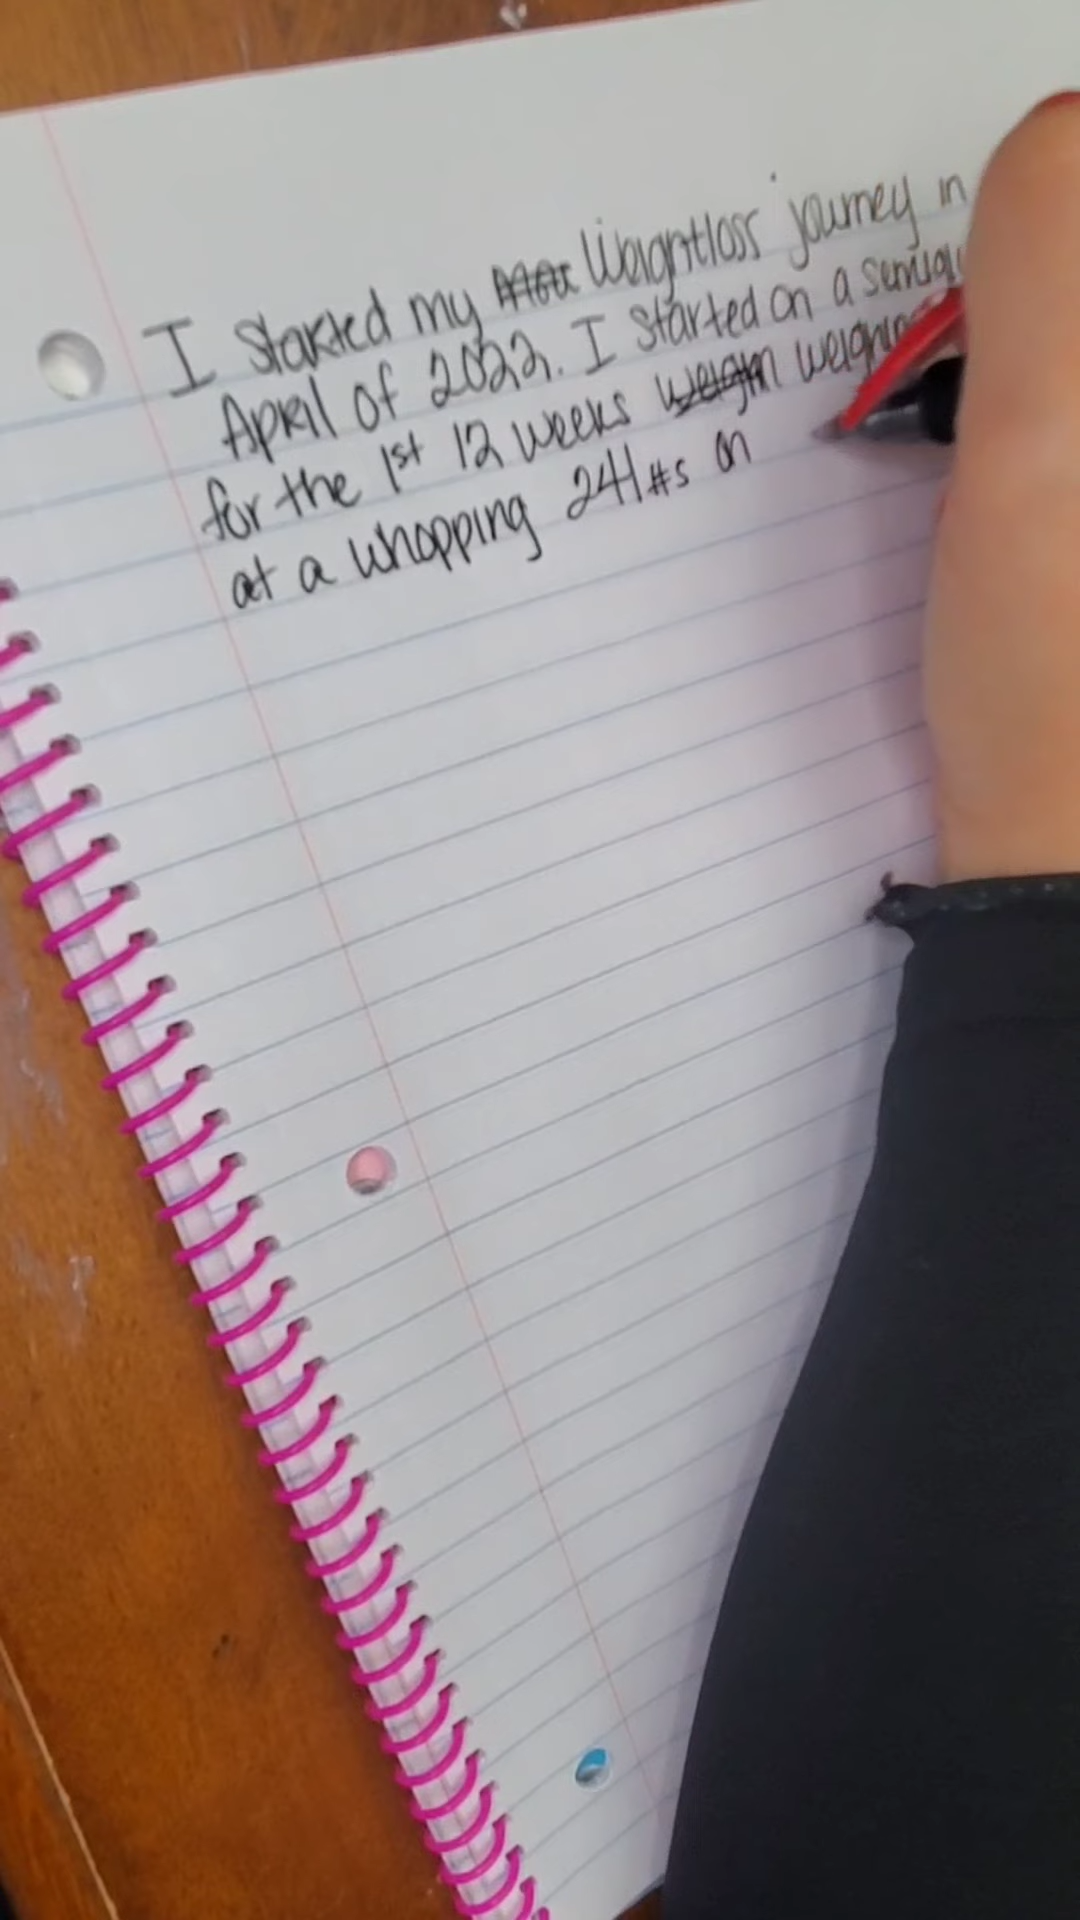 I started my Weightloss journey in
April of 2022. I started on a
for the 1st 12 weeks
at a whopping 241#s on